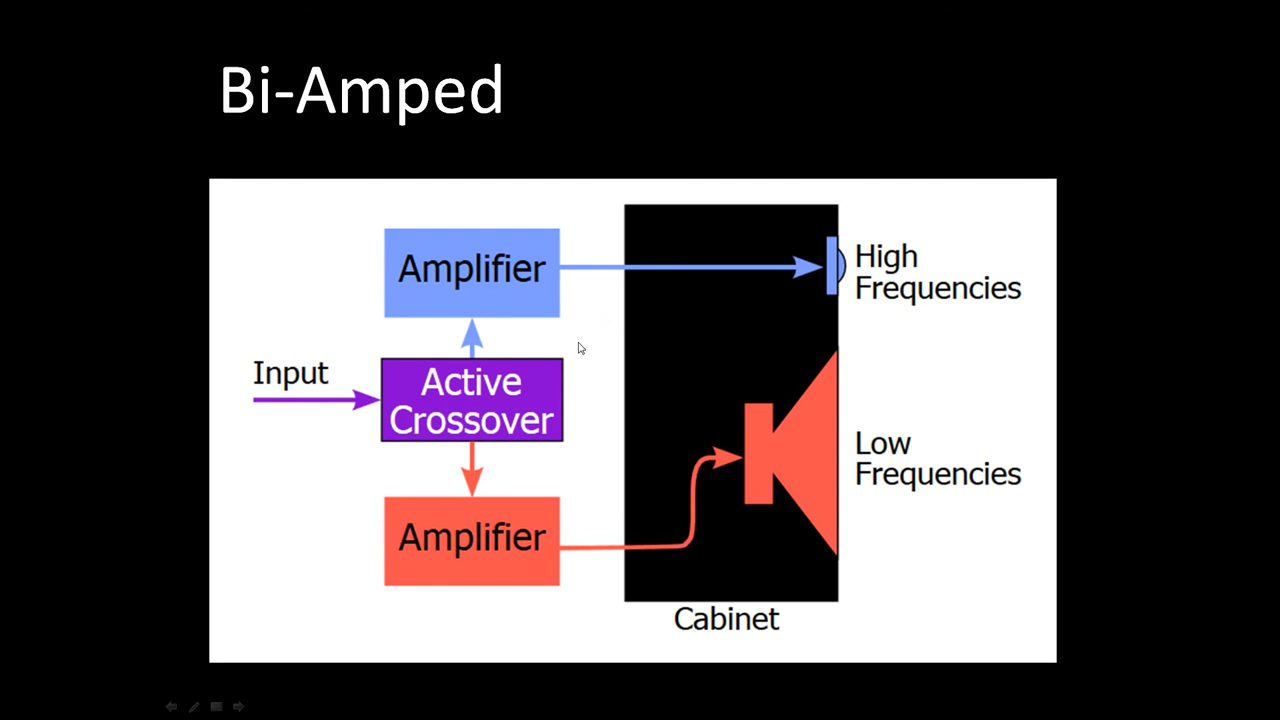 Bi-Amped
Amplifier
High
Frequencies
Input
Active
Crossover
Low
Frequencies
Amplifier
Cabinet